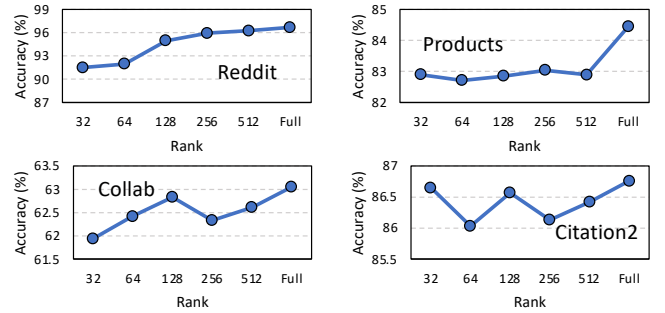 Accuracy (%)
99
96
93
90
87
Reddit
32 64 128 256 512 Full
Rank
Accuracy (%)
85
84
83
82
Products
32 64 128 256 512 Full
Rank
Accuracy (%)
63.5
63
62.5
62
61.5
Collab
32 64 128 256 512 Full
Rank
Accuracy (%)
87
86.5
86
85.5
Citation2
32 64 128 256 512 Full
Rank